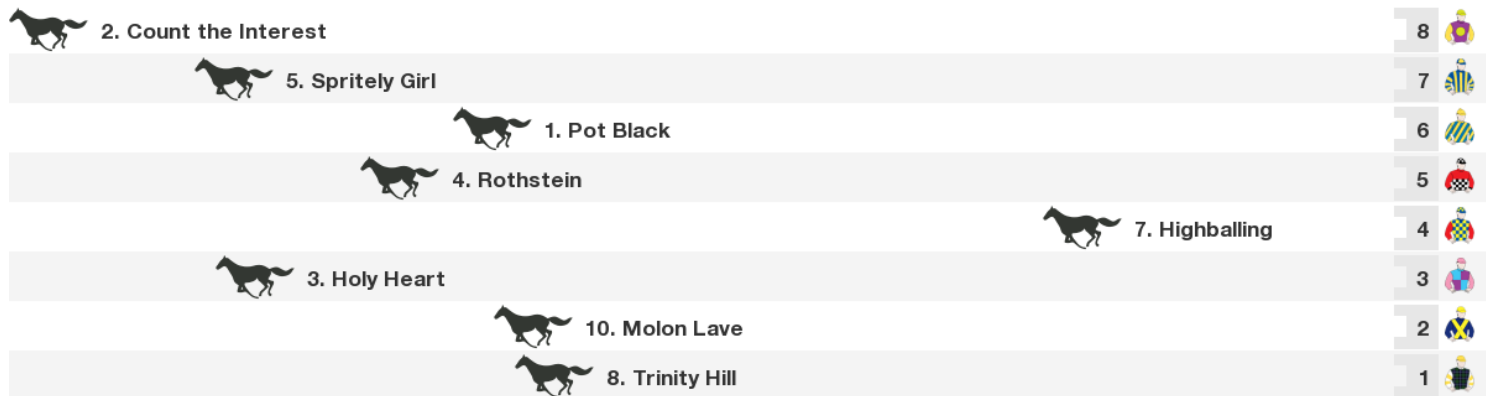 2. Count the Interest 8
5. Spritely Girl 7
1. Pot Black 6
4. Rothstein 5
7. Highballing 4
3. Holy Heart 3
10. Molon Lave 2
8. Trinity Hill 1